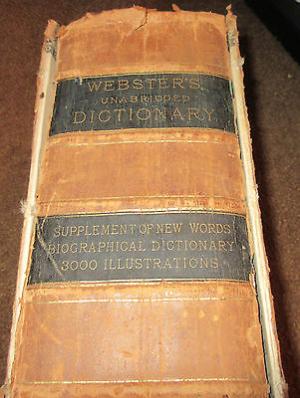 WEBSTER'S
UNABRIDGED
DICTIONARY
SUPPLEMENT OF NEW WORDS
BIOGRAPHICAL DICTIONARY
3000 ILLUSTRATIONS